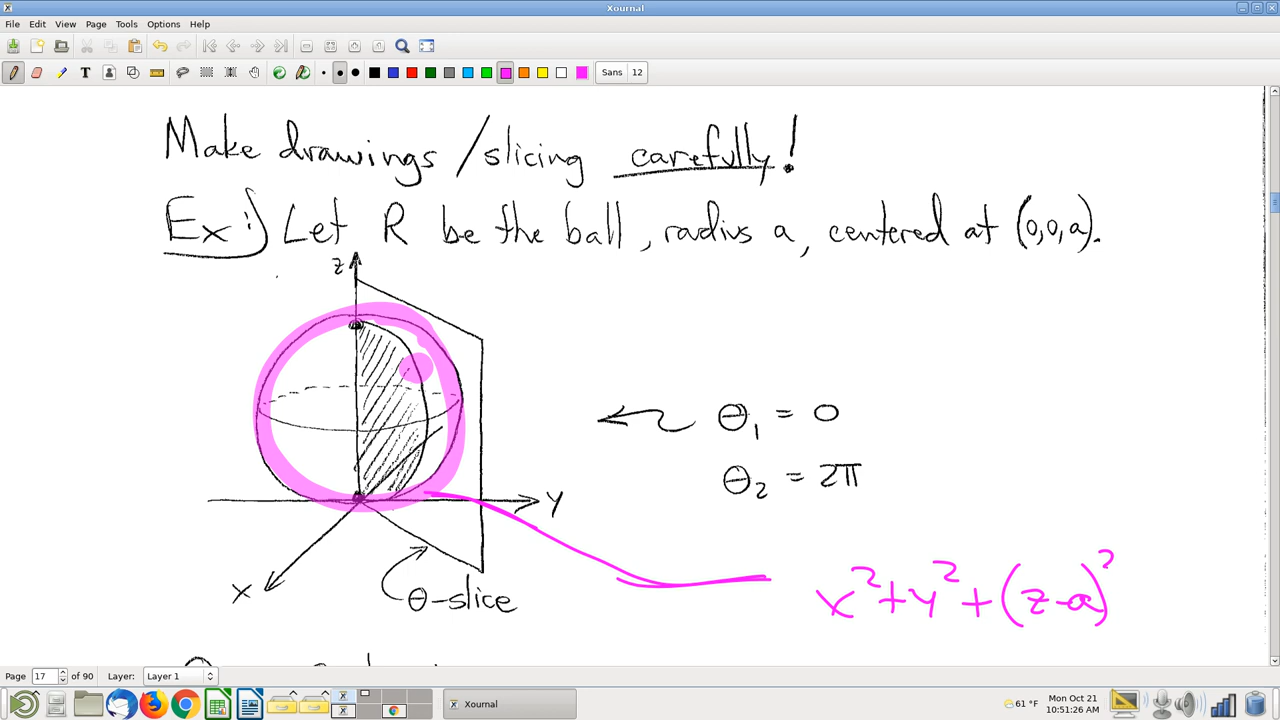 Xournal
File Edit View Page Tools Options Help
Sans 12
Make drawings / slicing carefully!
Ex:) Let R be the ball, radius a, centered at (0,0,a).
z
θ₁ = 0
θ₂ = 2π
y
x
θ-slice
x²+y²+(z-a)²
Page 17 of 90 Layer: Layer 1
Xournal
61 °F
Mon Oct 21
10:51:26 AM